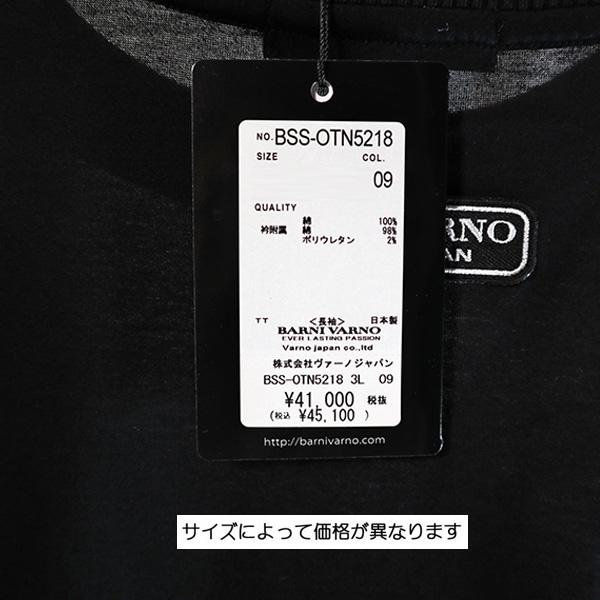 NO. BSS-OTN5218
SIZE COL.
09
QUALITY
綿 100%
衿附属 綿 98%
ポリウレタン 2%
TT <長袖> 日本製
BARNI VARNO
EVER LASTING PASSION
Varno japan co.,ltd
株式会社ヴァーノジャパン
BSS-OTN5218 3L 09
¥41,000 税抜
(税込 ¥45,100 )
http://barnivarno.com
RNO
AN
サイズによって価格が異なります